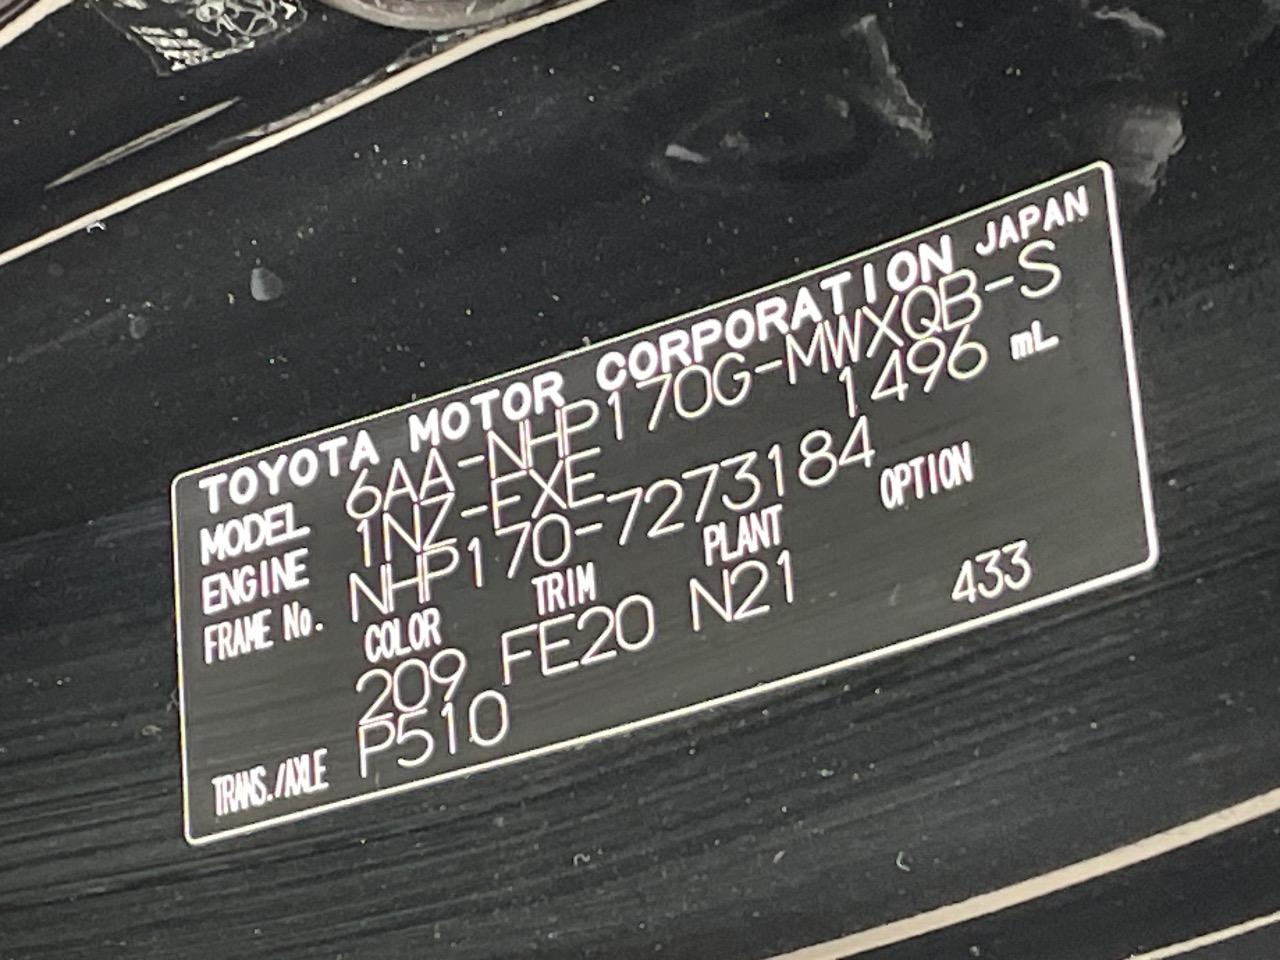 TOYOTA MOTOR CORPORATION JAPAN
MODEL 6AA-NHP170G-MWXQB-S
ENGINE 1NZ-FXE 1496 mL
FRAME No. NHP170-7273184
COLOR TRIM PLANT OPTION
209 FE20 N21 433
TRANS./AXLE P510